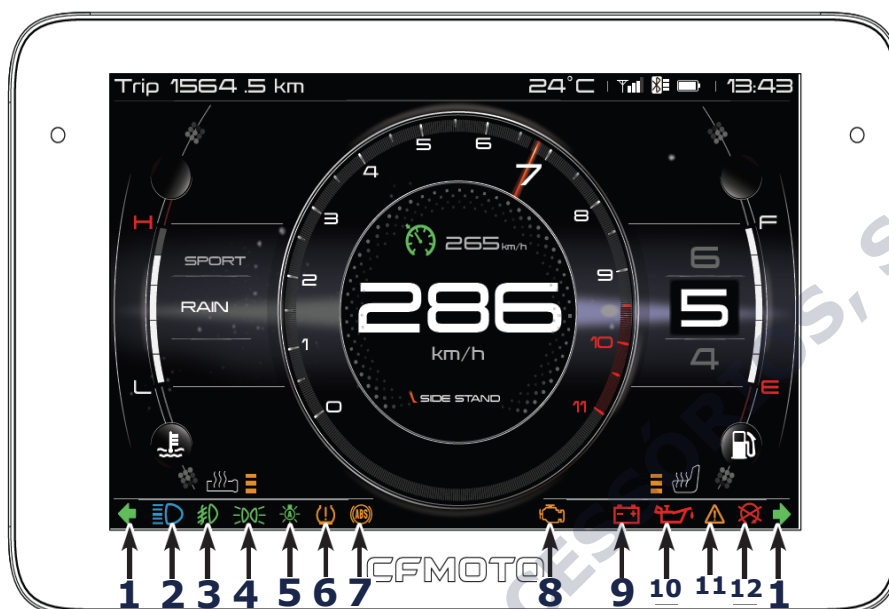 Trip 1564 .5 km 24°C 13:43
5 6 7
4 8
3 9
2 10
1 11
0
H
SPORT
RAIN
L
265 km/h
286
km/h
SIDE STAND
F
6
5
4
E
A ABS
1 2 3 4 5 6 7 8 9 10 11 12 1
CFMOTO
CESSÓRIOS, S